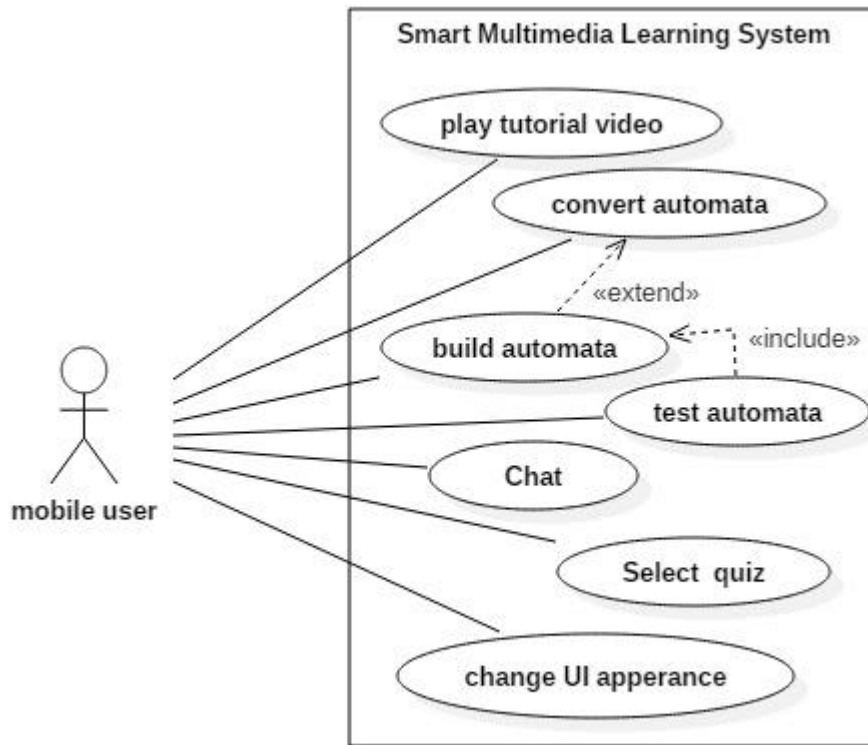 Smart Multimedia Learning System
play tutorial video
convert automata
«extend»
build automata
«include»
test automata
Chat
mobile user
Select quiz
change UI apperance